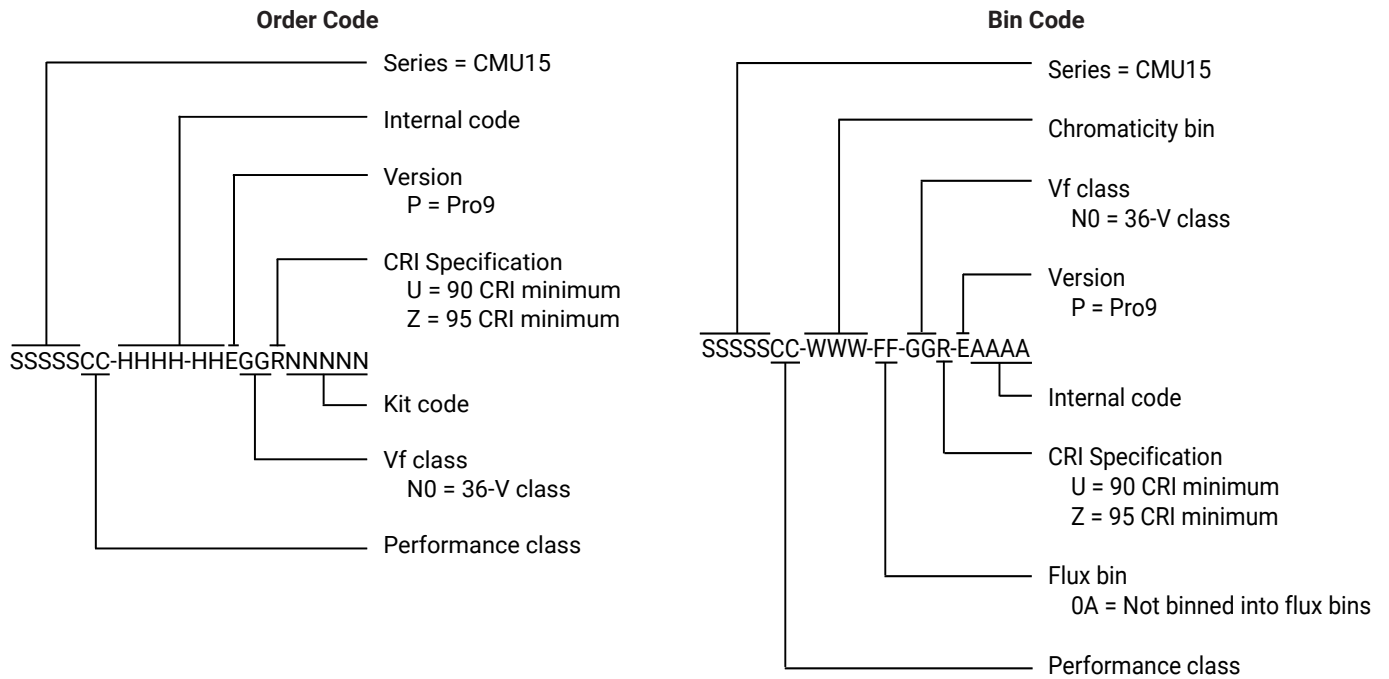 Order Code
Series = CMU15
Internal code
Version
P = Pro9
CRI Specification
U = 90 CRI minimum
Z = 95 CRI minimum
SSSSSCC-HHHH-HHEGGRNNNNN
Kit code
Vf class
N0 = 36-V class
Performance class
Bin Code
Series = CMU15
Chromaticity bin
Vf class
N0 = 36-V class
Version
P = Pro9
SSSSSCC-WWW-FF-GGR-EAAAA
Internal code
CRI Specification
U = 90 CRI minimum
Z = 95 CRI minimum
Flux bin
0A = Not binned into flux bins
Performance class